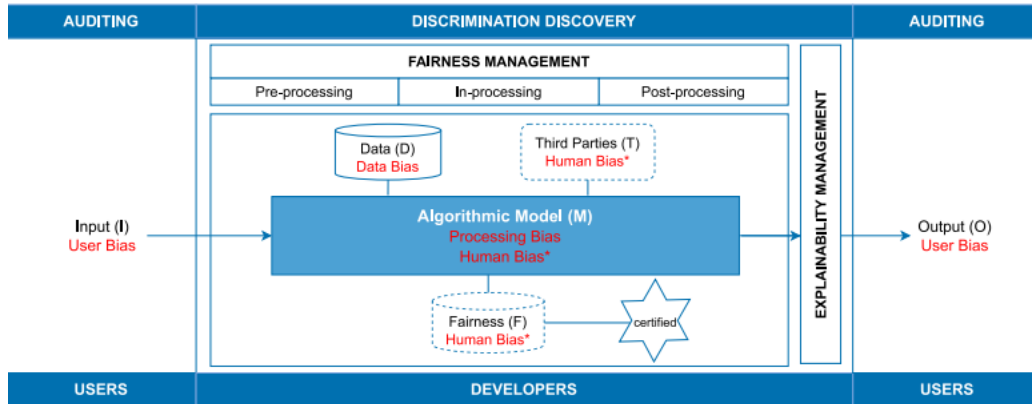 AUDITING
DISCRIMINATION DISCOVERY
AUDITING
FAIRNESS MANAGEMENT
Pre-processing
In-processing
Post-processing
Data (D)
Data Bias
Third Parties (T)
Human Bias*
Input (I)
User Bias
Algorithmic Model (M)
Processing Bias
Human Bias*
Fairness (F)
Human Bias*
certified
EXPLAINABILITY MANAGEMENT
Output (O)
User Bias
USERS
DEVELOPERS
USERS